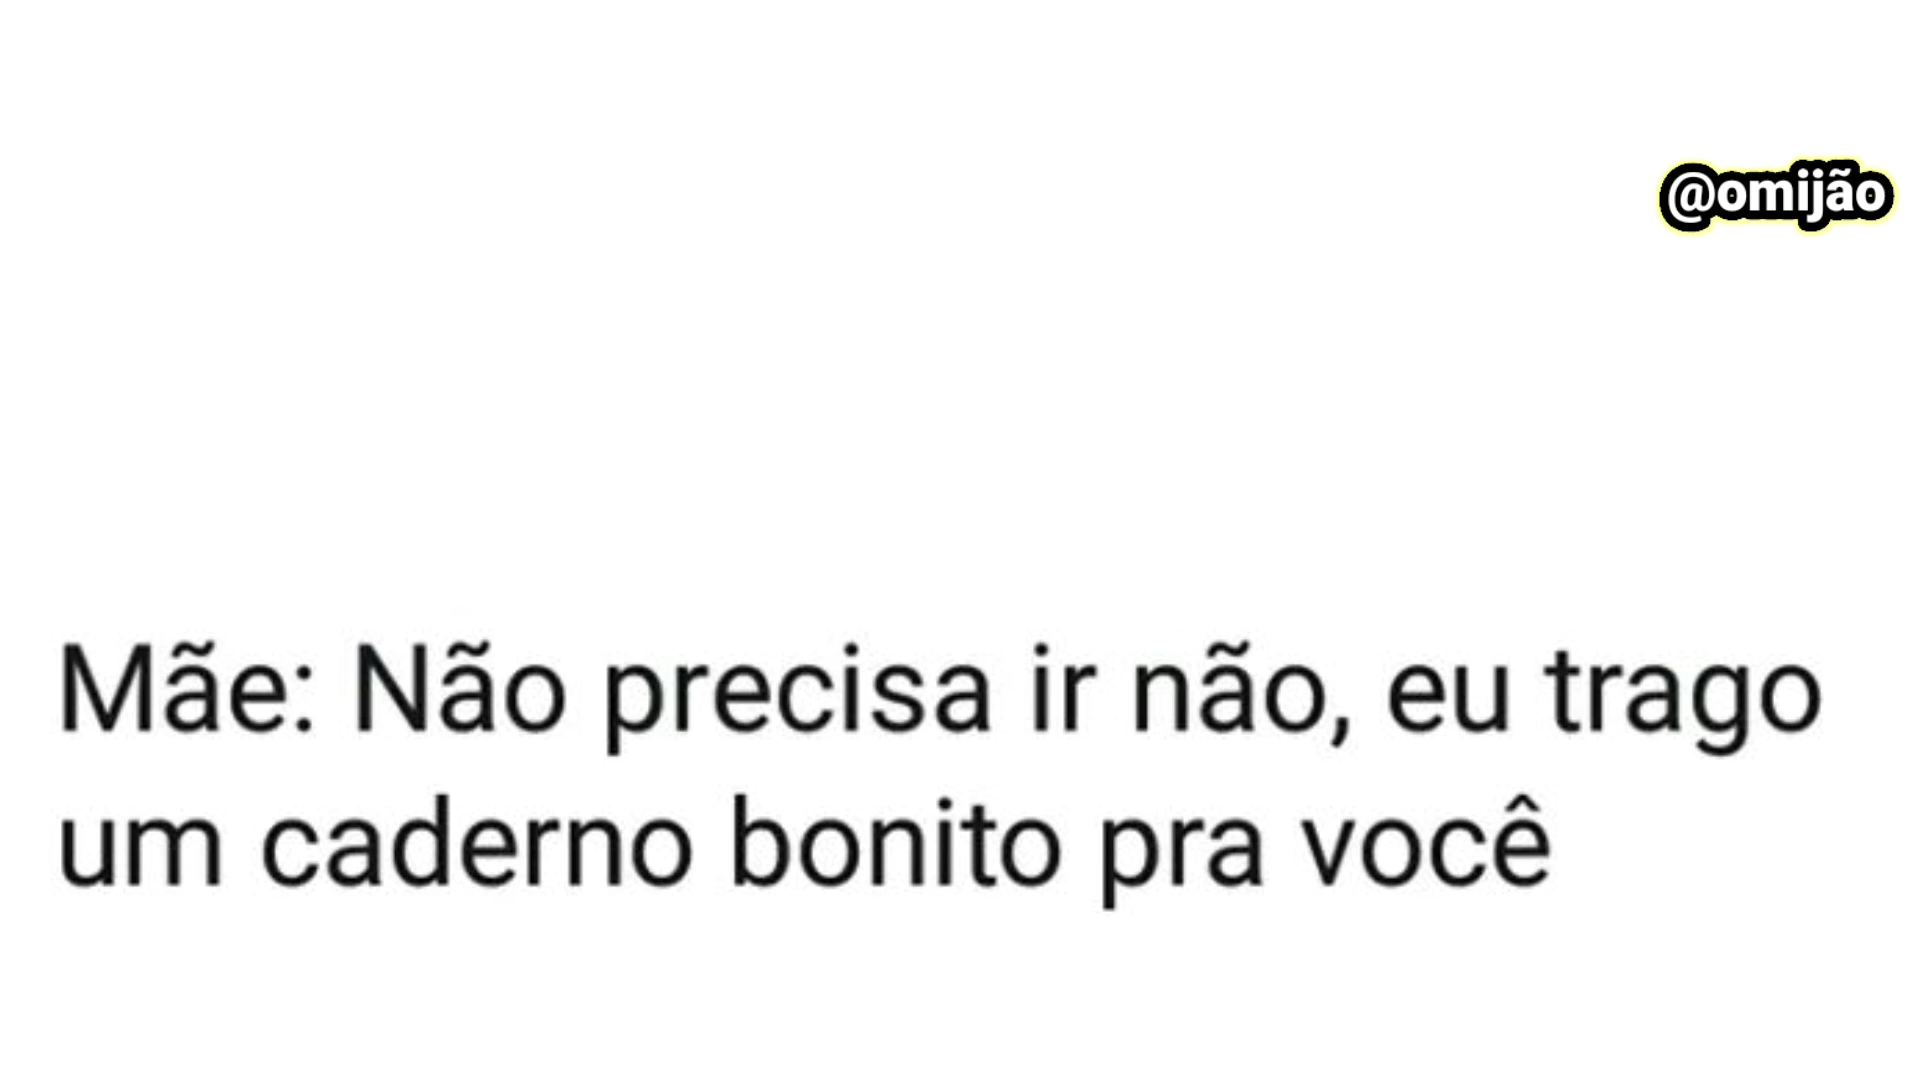 @omijão
Mãe: Não precisa ir não, eu trago
um caderno bonito pra você